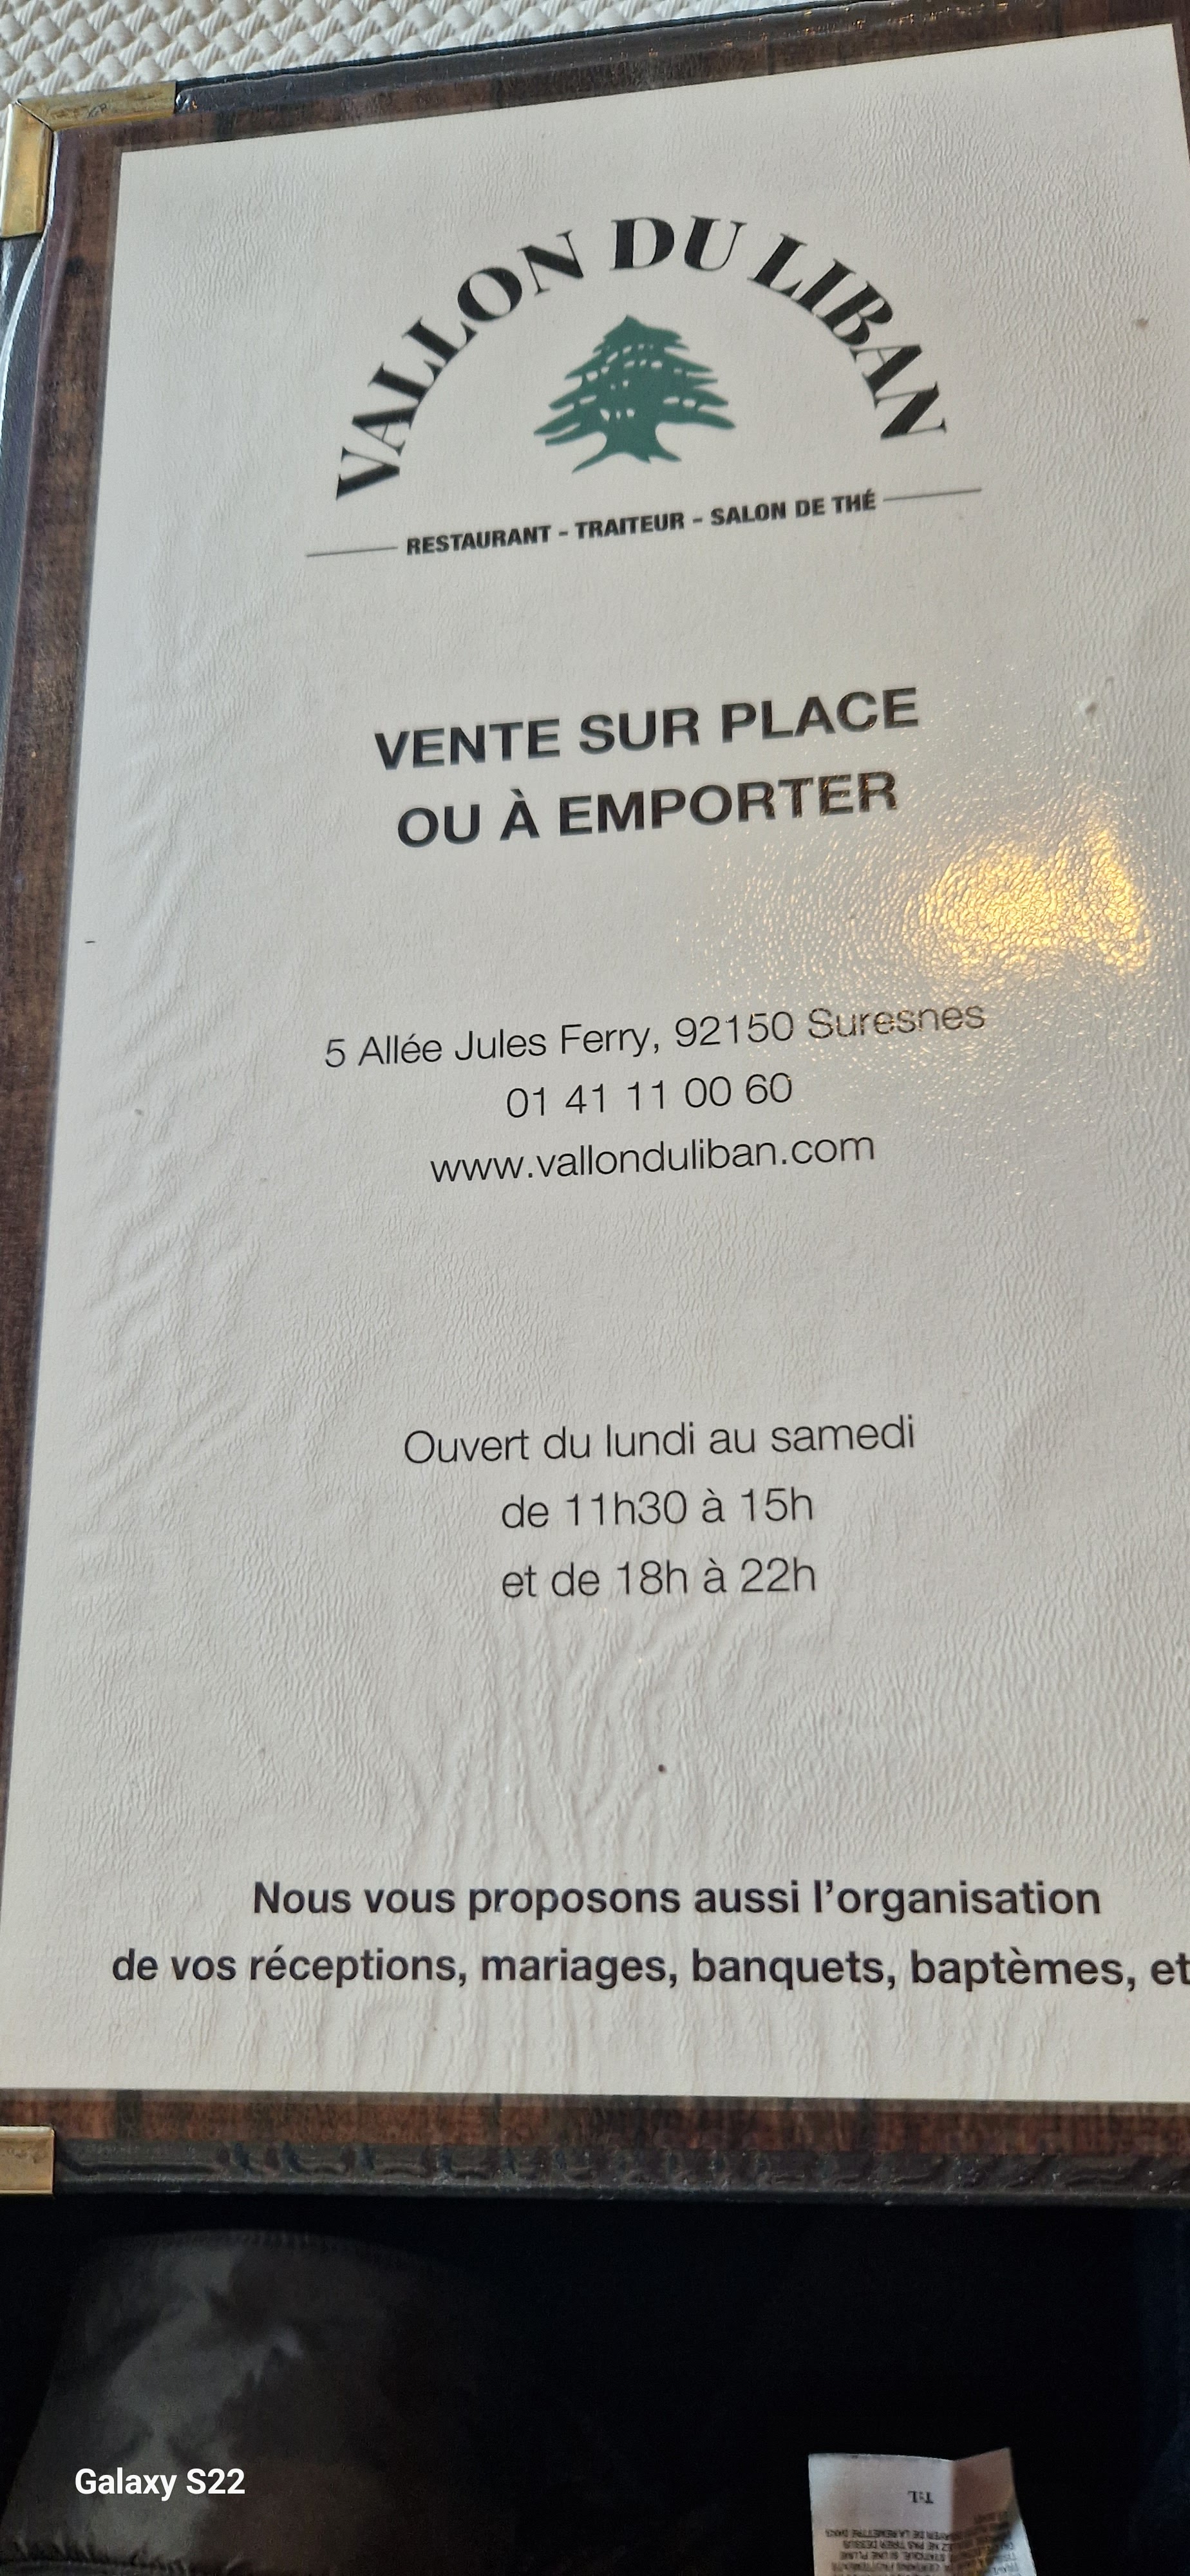 VALLON DU LIBAN
RESTAURANT - TRAITEUR - SALON DE THÉ
VENTE SUR PLACE
OU À EMPORTER
5 Allée Jules Ferry, 92150 Suresnes
01 41 11 00 60
www.vallonduliban.com
Ouvert du lundi au samedi
de 11h30 à 15h
et de 18h à 22h
Nous vous proposons aussi l'organisation
de vos réceptions, mariages, banquets, baptèmes, et
Galaxy S22